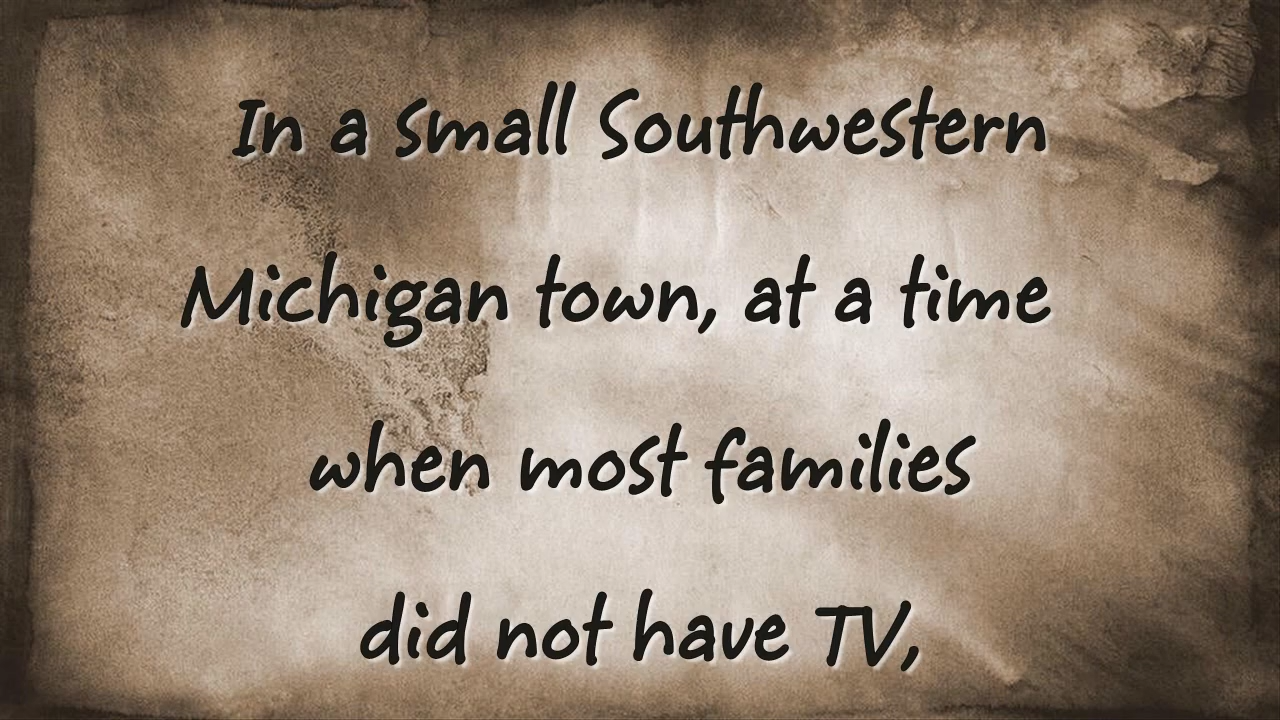 In a small Southwestern
Michigan town, at a time
when most families
did not have TV,